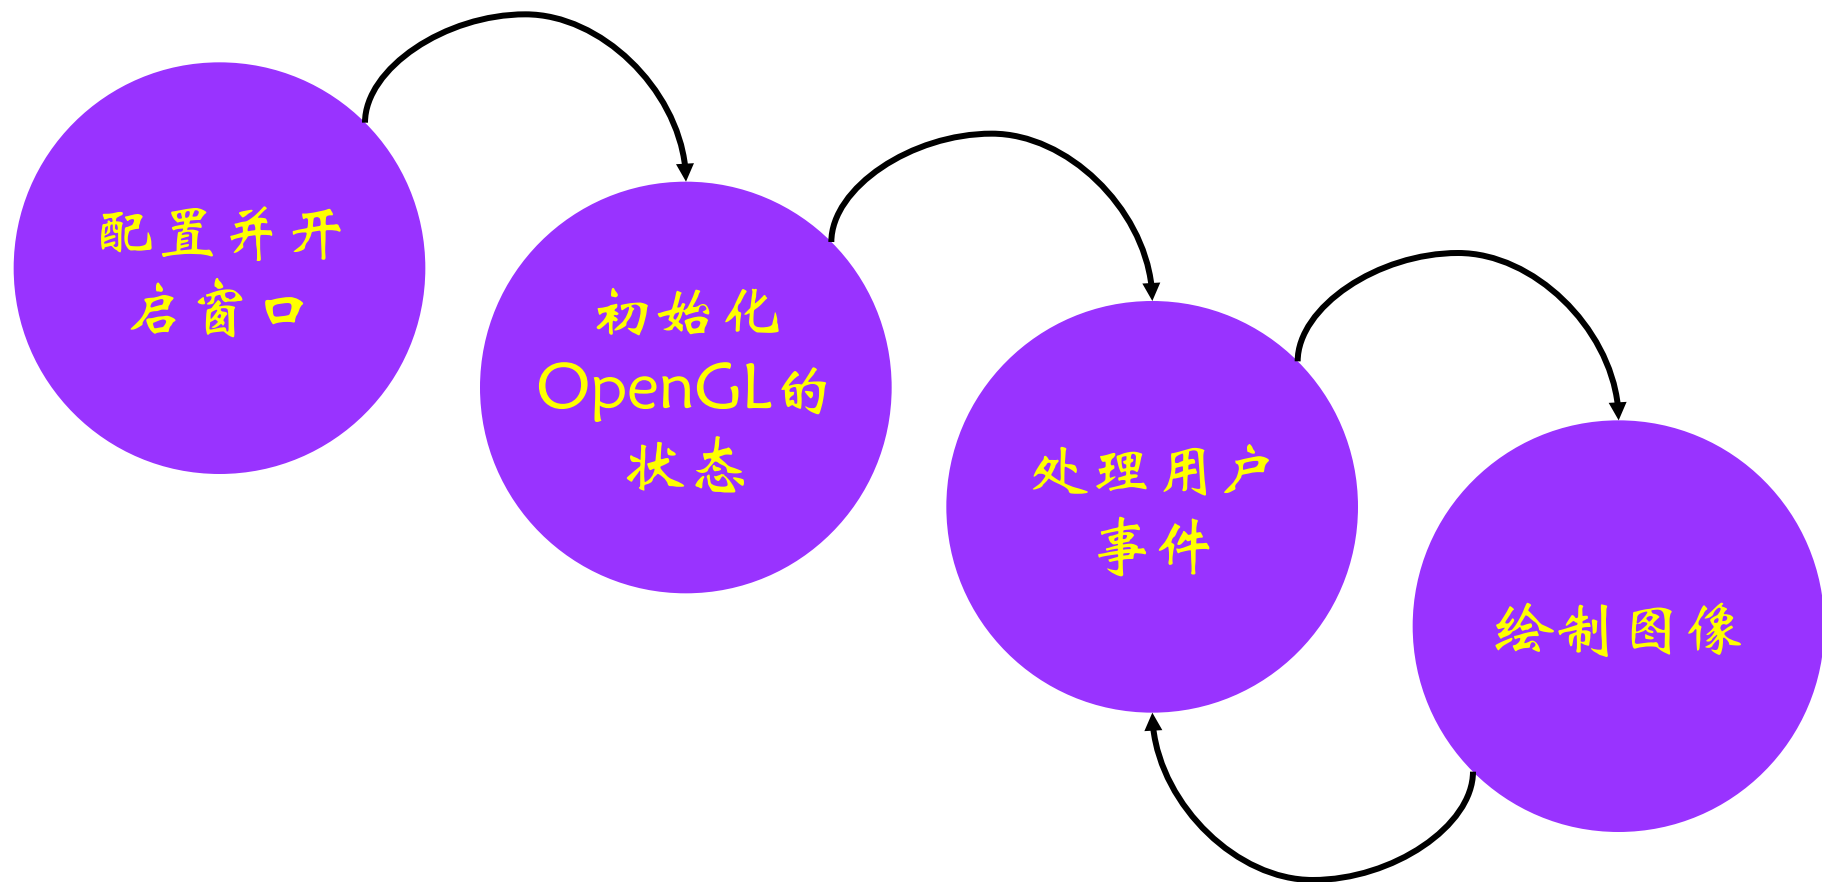 配置并开
启窗口
初始化
OpenGL的
状态
处理用户
事件
绘制图像